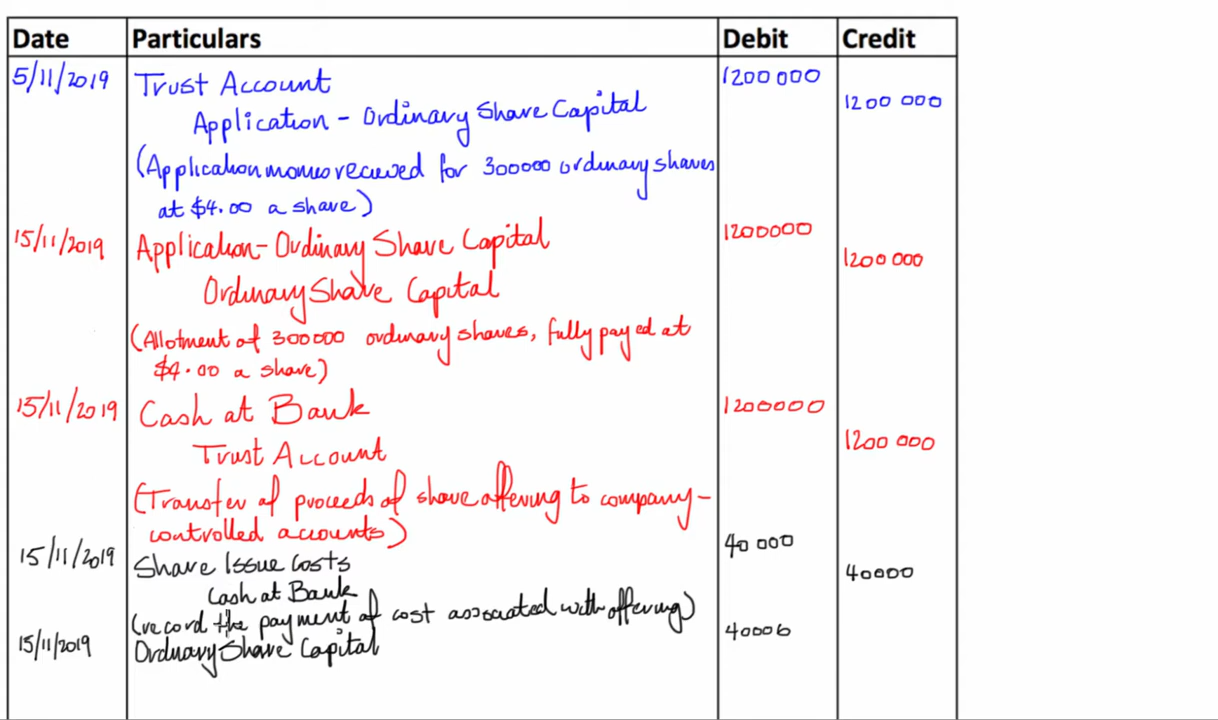 Date Particulars Debit Credit
5/11/2019 Trust Account 1200 000
Application - Ordinary Share Capital 1200 000
(Application monies recieved for 300000 ordinary shares
at $4.00 a share)
15/11/2019 Application - Ordinary Share Capital 1200000
Ordinary Share Capital 1200 000
(Allotment of 300000 ordinary shares, fully payed at
$4.00 a share)
15/11/2019 Cash at Bank 1200000
Trust Account 1200 000
(Transfer of proceeds of share offering to company-
controlled accounts)
15/11/2019 Share Issue costs 40 000
Cash at Bank 40000
(record the payment of cost associated with offering)
15/11/2019 Ordinary Share Capital 40000